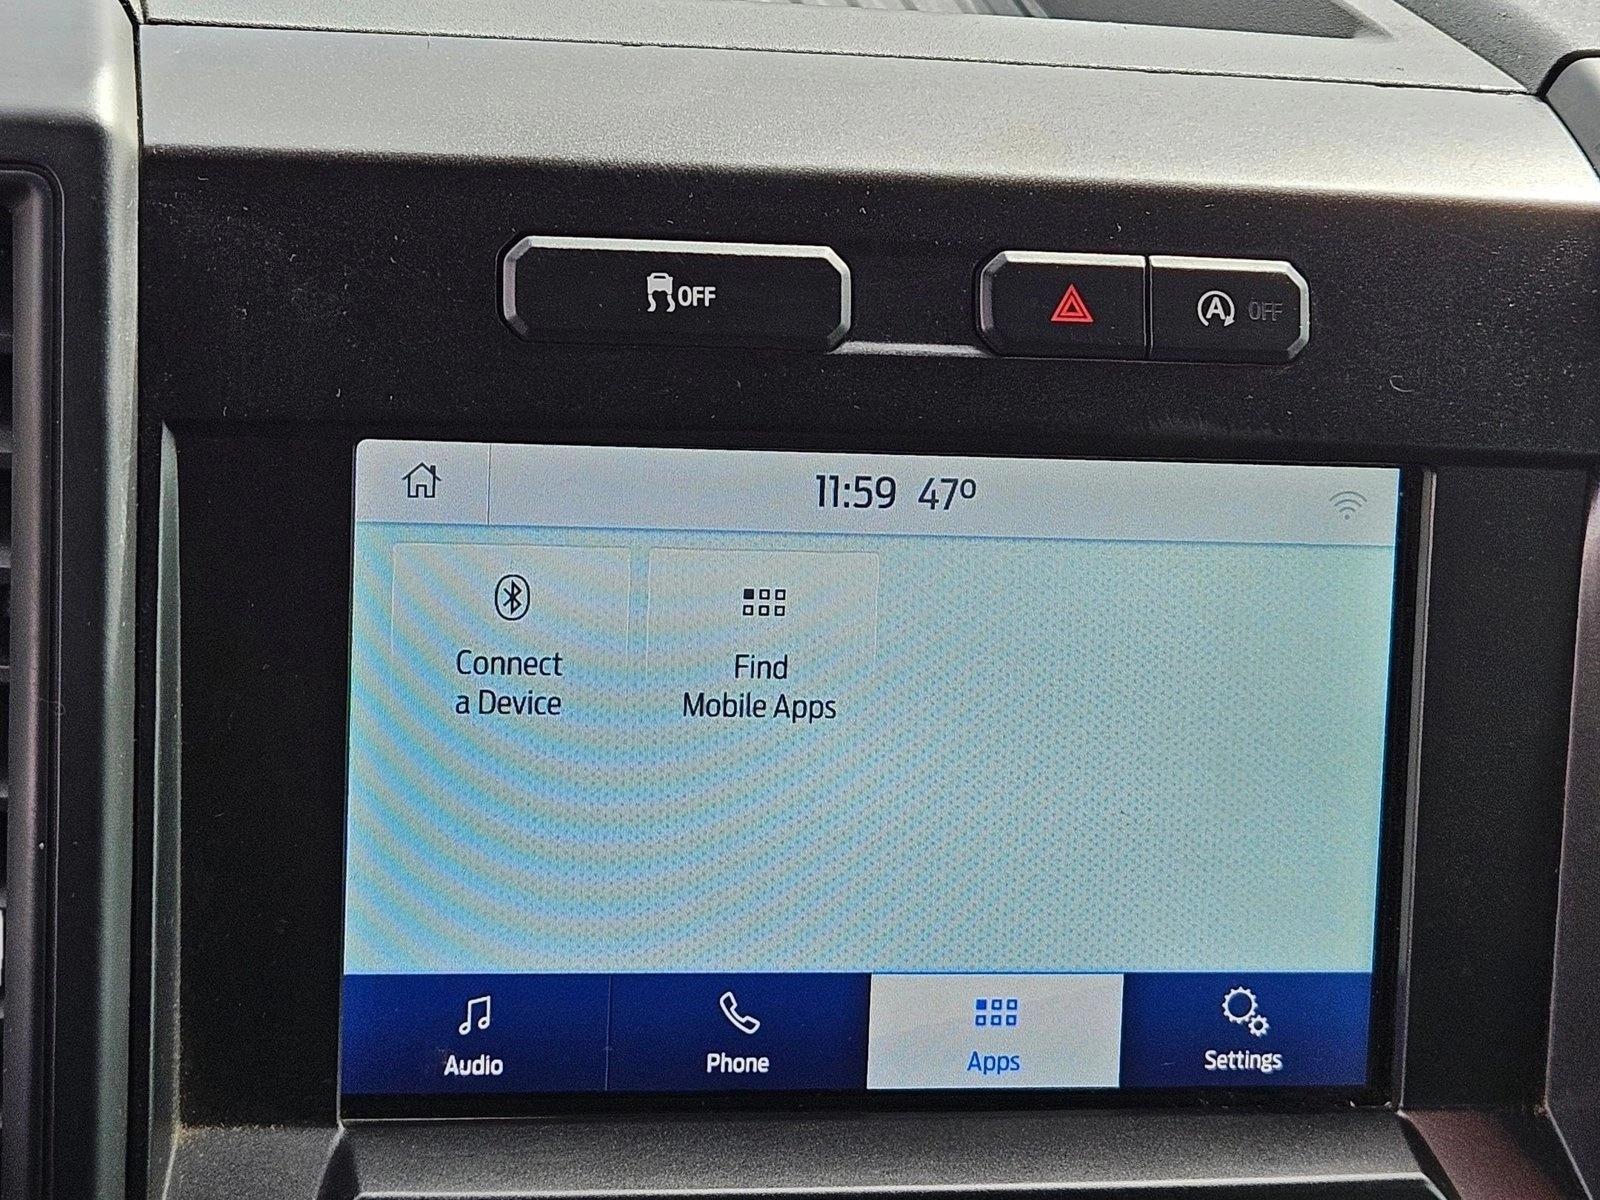 OFF
A OFF
11:59 47°
Connect
a Device
Find
Mobile Apps
Audio
Phone
Apps
Settings